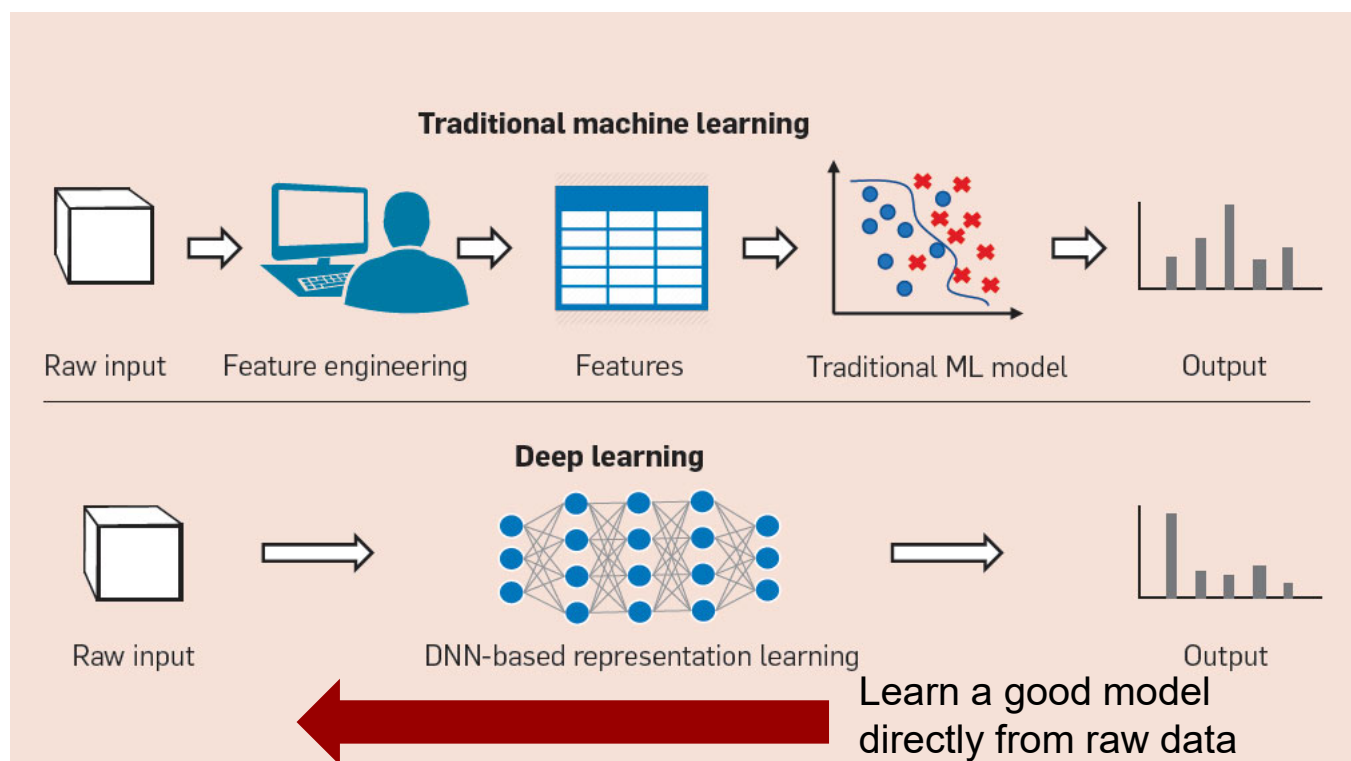 Traditional machine learning
Raw input
Feature engineering
Features
Traditional ML model
Output
Deep learning
Raw input
DNN-based representation learning
Output
Learn a good model
directly from raw data